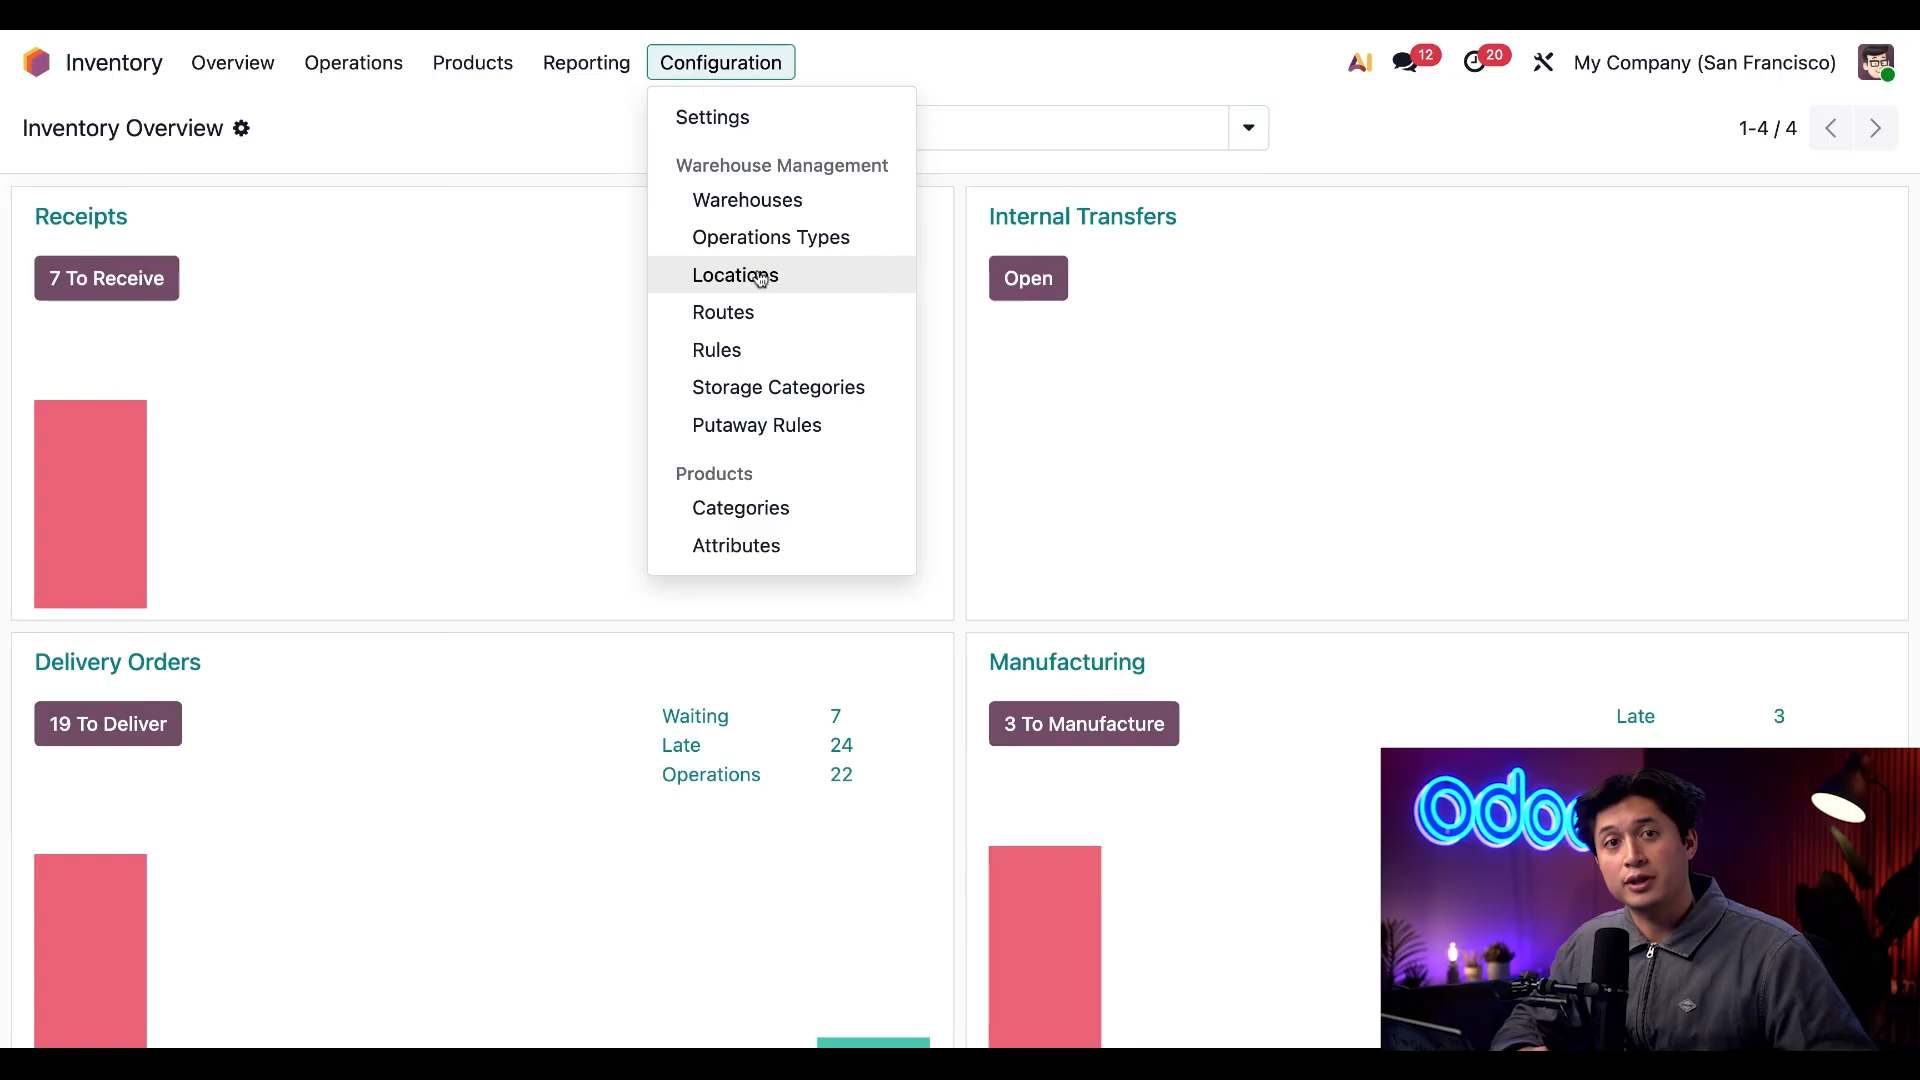 Inventory Overview Operations Products Reporting Configuration AI 12 20 My Company (San Francisco)
Inventory Overview 1-4 / 4
Settings
Warehouse Management
Warehouses
Operations Types
Locations
Routes
Rules
Storage Categories
Putaway Rules
Products
Categories
Attributes
Receipts
7 To Receive
Internal Transfers
Open
Delivery Orders
19 To Deliver
Waiting 7
Late 24
Operations 22
Manufacturing
3 To Manufacture
Late 3
odoo